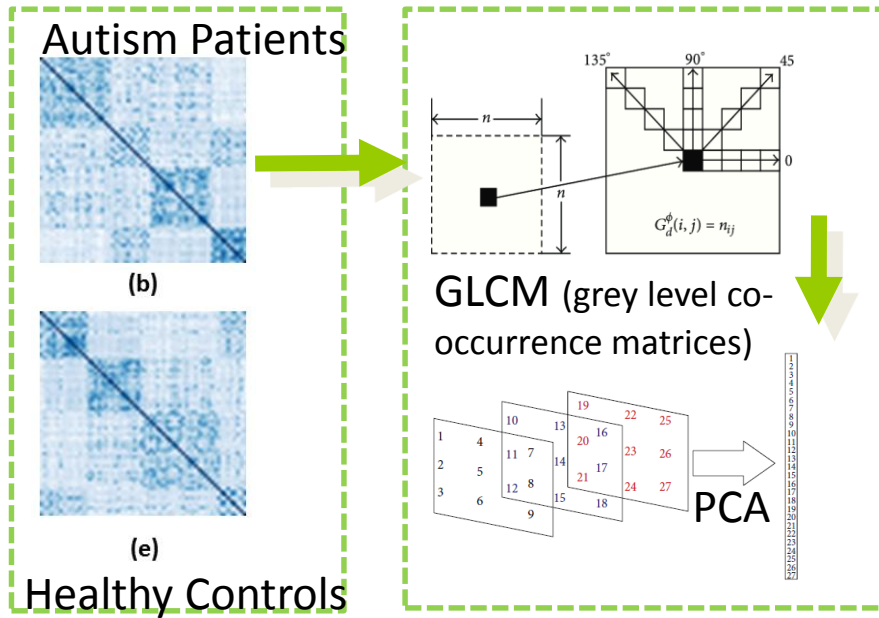 Autism Patients
(b)
(e)
Healthy Controls
135°
90°
45
0
n
n
G_d^ϕ(i, j) = n_ij
GLCM (grey level co-
occurrence matrices)
1 4 7
2 5 8
3 6 9
10 13 16
11 14 17
12 15 18
19 22 25
20 23 26
21 24 27
PCA
1
2
3
4
5
6
7
8
9
10
11
12
13
14
15
16
17
18
19
20
21
22
23
24
25
26
27